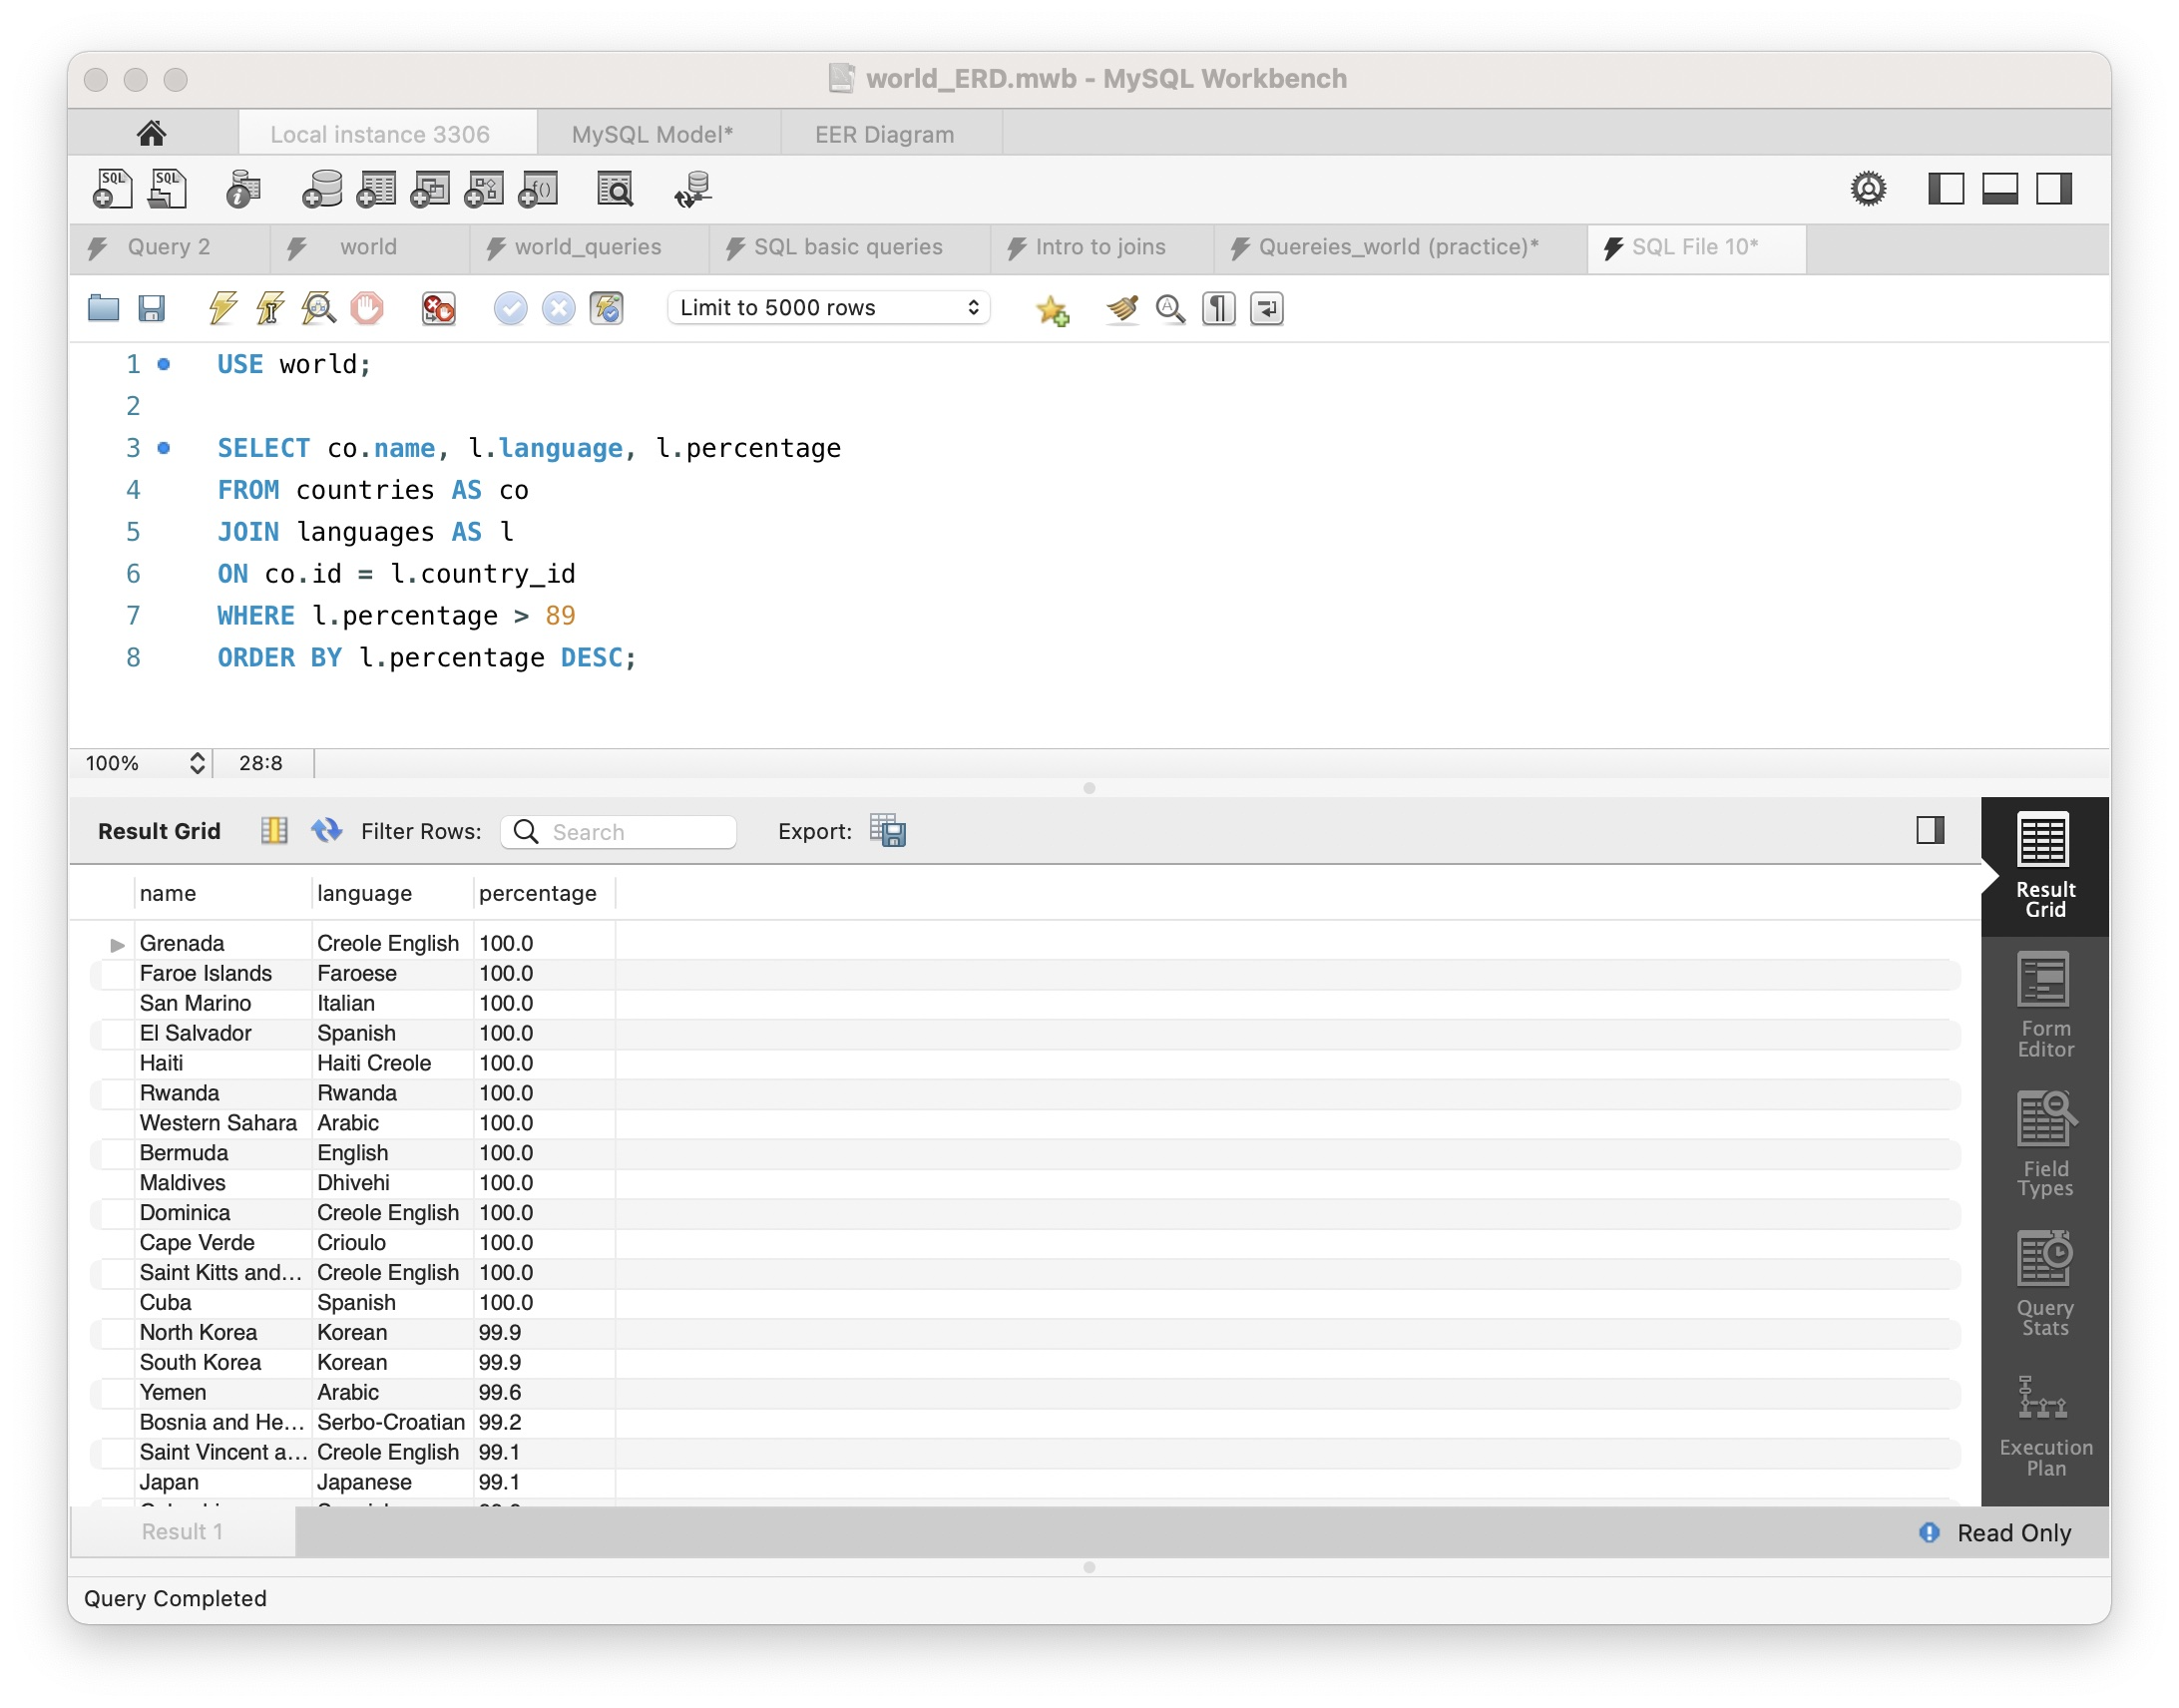 world_ERD.mwb - MySQL Workbench
Local instance 3306 MySQL Model* EER Diagram
SQL SQL f()
Query 2 world world_queries SQL basic queries Intro to joins Quereies_world (practice)* SQL File 10*
Limit to 5000 rows
1 USE world;
2
3 SELECT co.name, l.language, l.percentage
4 FROM countries AS co
5 JOIN languages AS l
6 ON co.id = l.country_id
7 WHERE l.percentage > 89
8 ORDER BY l.percentage DESC;
100% 28:8
Result Grid Filter Rows: Search Export:
name language percentage
Grenada Creole English 100.0
Faroe Islands Faroese 100.0
San Marino Italian 100.0
El Salvador Spanish 100.0
Haiti Haiti Creole 100.0
Rwanda Rwanda 100.0
Western Sahara Arabic 100.0
Bermuda English 100.0
Maldives Dhivehi 100.0
Dominica Creole English 100.0
Cape Verde Crioulo 100.0
Saint Kitts and... Creole English 100.0
Cuba Spanish 100.0
North Korea Korean 99.9
South Korea Korean 99.9
Yemen Arabic 99.6
Bosnia and He... Serbo-Croatian 99.2
Saint Vincent a... Creole English 99.1
Japan Japanese 99.1
Result
Grid
Form
Editor
Field
Types
Query
Stats
Execution
Plan
Result 1 Read Only
Query Completed